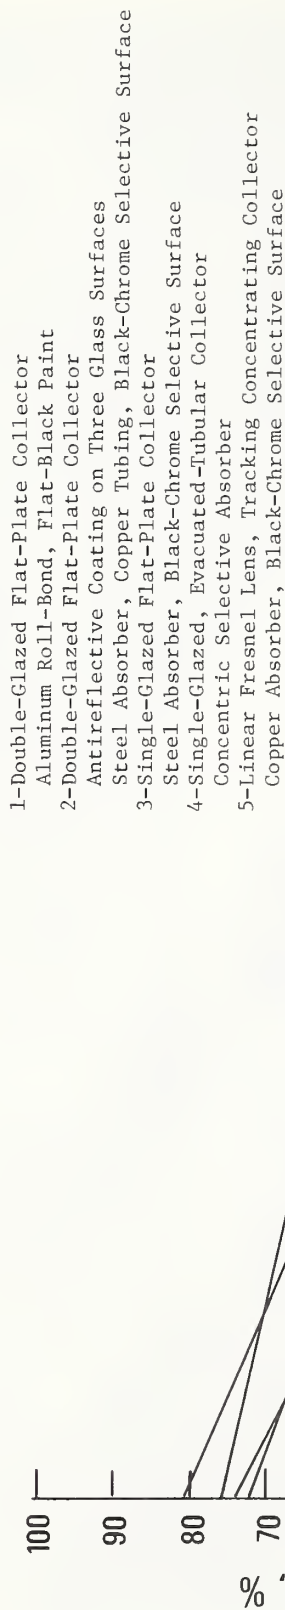 1-Double-Glazed Flat-Plate Collector
Aluminum Roll-Bond, Flat-Black Paint
2-Double-Glazed Flat-Plate Collector
Antireflective Coating on Three Glass Surfaces
Steel Absorber, Copper Tubing, Black-Chrome Selective Surface
3-Single-Glazed Flat-Plate Collector
Steel Absorber, Black-Chrome Selective Surface
4-Single-Glazed, Evacuated-Tubular Collector
Concentric Selective Absorber
5-Linear Fresnel Lens, Tracking Concentrating Collector
Copper Absorber, Black-Chrome Selective Surface
100
90
80
70
%